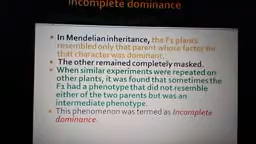 Incomplete dominance
In Mendelian inheritance, the F1 plants
resembled only that parent whose factor for
that character was dominant.
The other remained completely masked.
When similar experiments were repeated on
other plants, it was found that sometimes the
F1 had a phenotype that did not resemble
either of the two parents but was an
intermediate phenotype.
This phenomenon was termed as Incomplete
dominance.